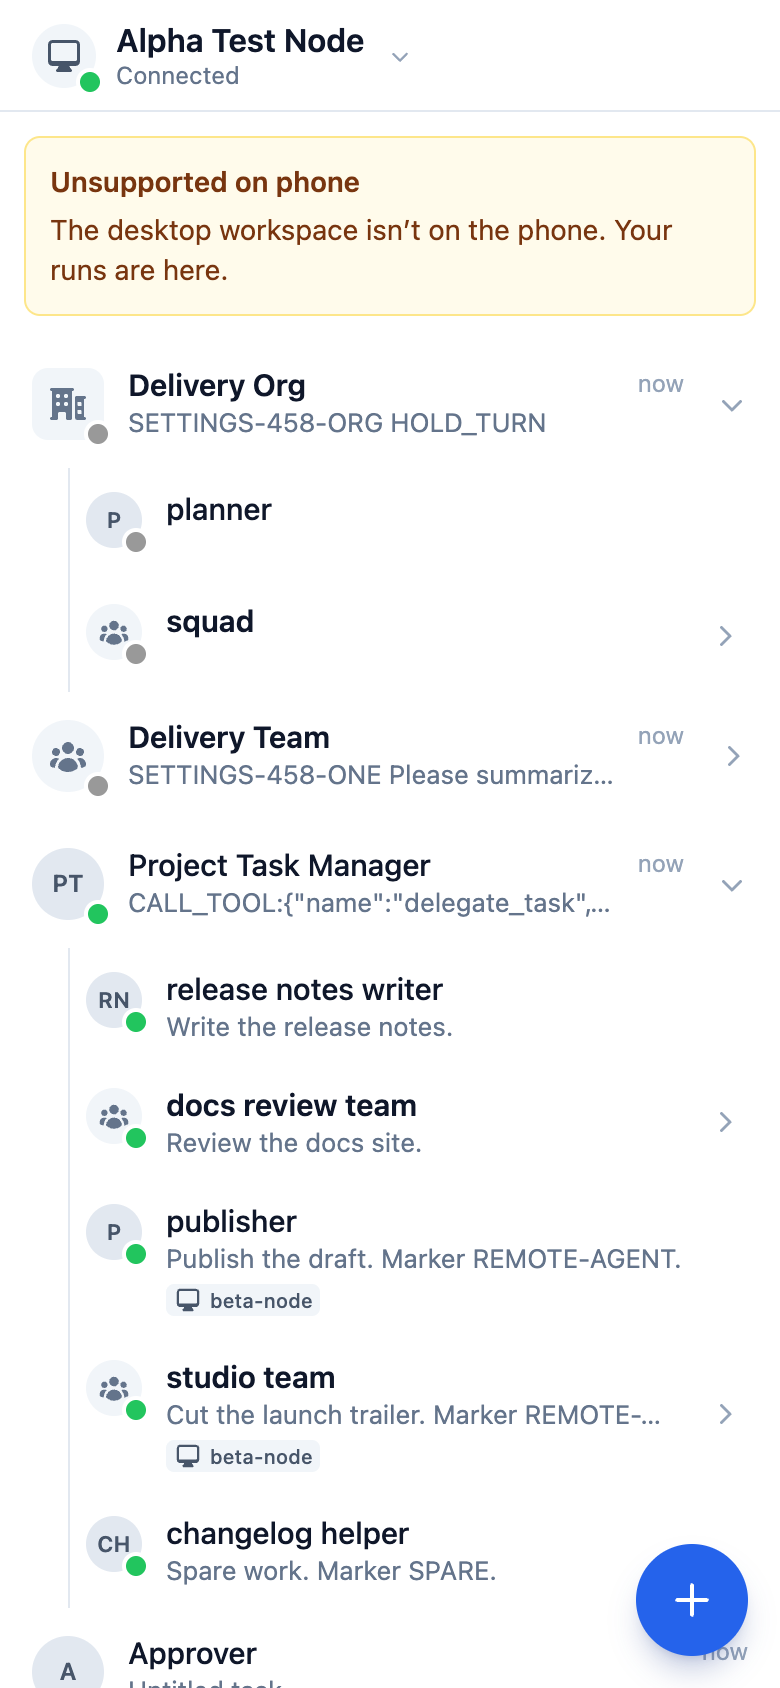 Alpha Test Node
Connected
Unsupported on phone
The desktop workspace isn’t on the phone. Your
runs are here.
Delivery Org
now
SETTINGS-458-ORG HOLD_TURN
P
planner
squad
Delivery Team
now
SETTINGS-458-ONE Please summariz...
PT
Project Task Manager
now
CALL_TOOL:{"name":"delegate_task",...
RN
release notes writer
Write the release notes.
docs review team
Review the docs site.
P
publisher
Publish the draft. Marker REMOTE-AGENT.
beta-node
studio team
Cut the launch trailer. Marker REMOTE-...
beta-node
CH
changelog helper
Spare work. Marker SPARE.
A
Approver
now
Untitled task